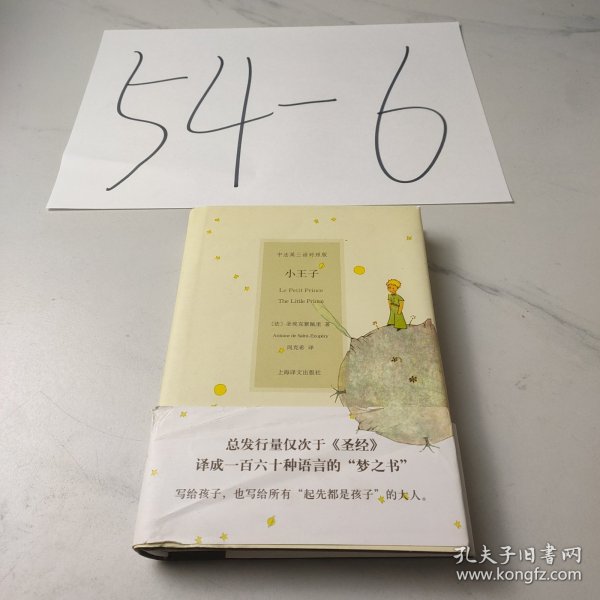 54-6
中法英三语对照版
小王子
Le Petit Prince
The Little Prince
〔法〕圣埃克絮佩里 著
Antoine de Saint-Exupéry
周克希 译
上海译文出版社
总发行量仅次于《圣经》
译成一百六十种语言的“梦之书”
写给孩子，也写给所有“起先都是孩子”的大人。
孔夫子旧书网
www.kongfz.com